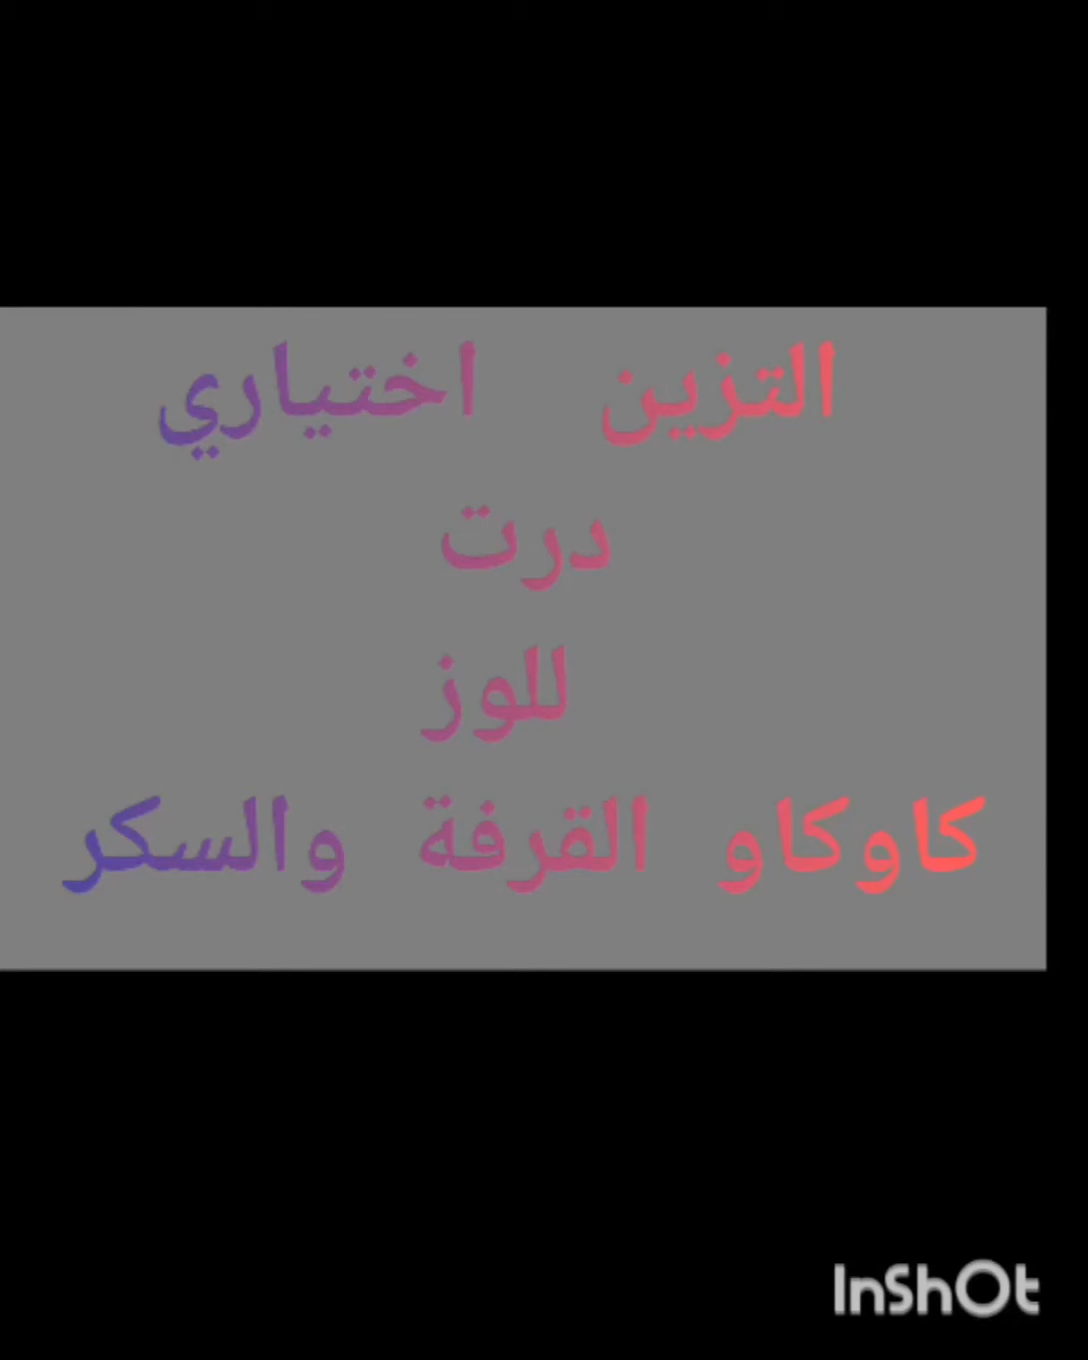 التزين اختياري
درت
للوز
كاوكاو القرفة والسكر
InShOt